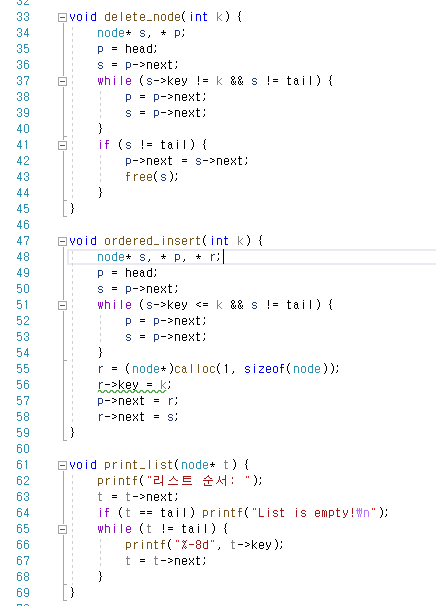 33 void delete_node(int k) {
34 node* s, * p;
35 p = head;
36 s = p->next;
37 while (s->key != k && s != tail) {
38 p = p->next;
39 s = p->next;
40 }
41 if (s != tail) {
42 p->next = s->next;
43 free(s);
44 }
45 }
46
47 void ordered_insert(int k) {
48 node* s, * p, * r;
49 p = head;
50 s = p->next;
51 while (s->key <= k && s != tail) {
52 p = p->next;
53 s = p->next;
54 }
55 r = (node*)calloc(1, sizeof(node));
56 r->key = k;
57 p->next = r;
58 r->next = s;
59 }
60
61 void print_list(node* t) {
62 printf("리스트 순서: ");
63 t = t->next;
64 if (t == tail) printf("List is empty!₩n");
65 while (t != tail) {
66 printf("%-8d", t->key);
67 t = t->next;
68 }
69 }